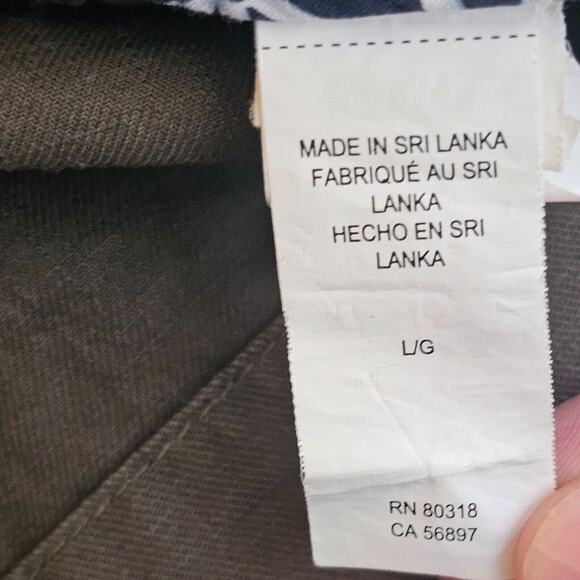 MADE IN SRI LANKA
FABRIQUÉ AU SRI
LANKA
HECHO EN SRI
LANKA
L/G
RN 80318
CA 56897